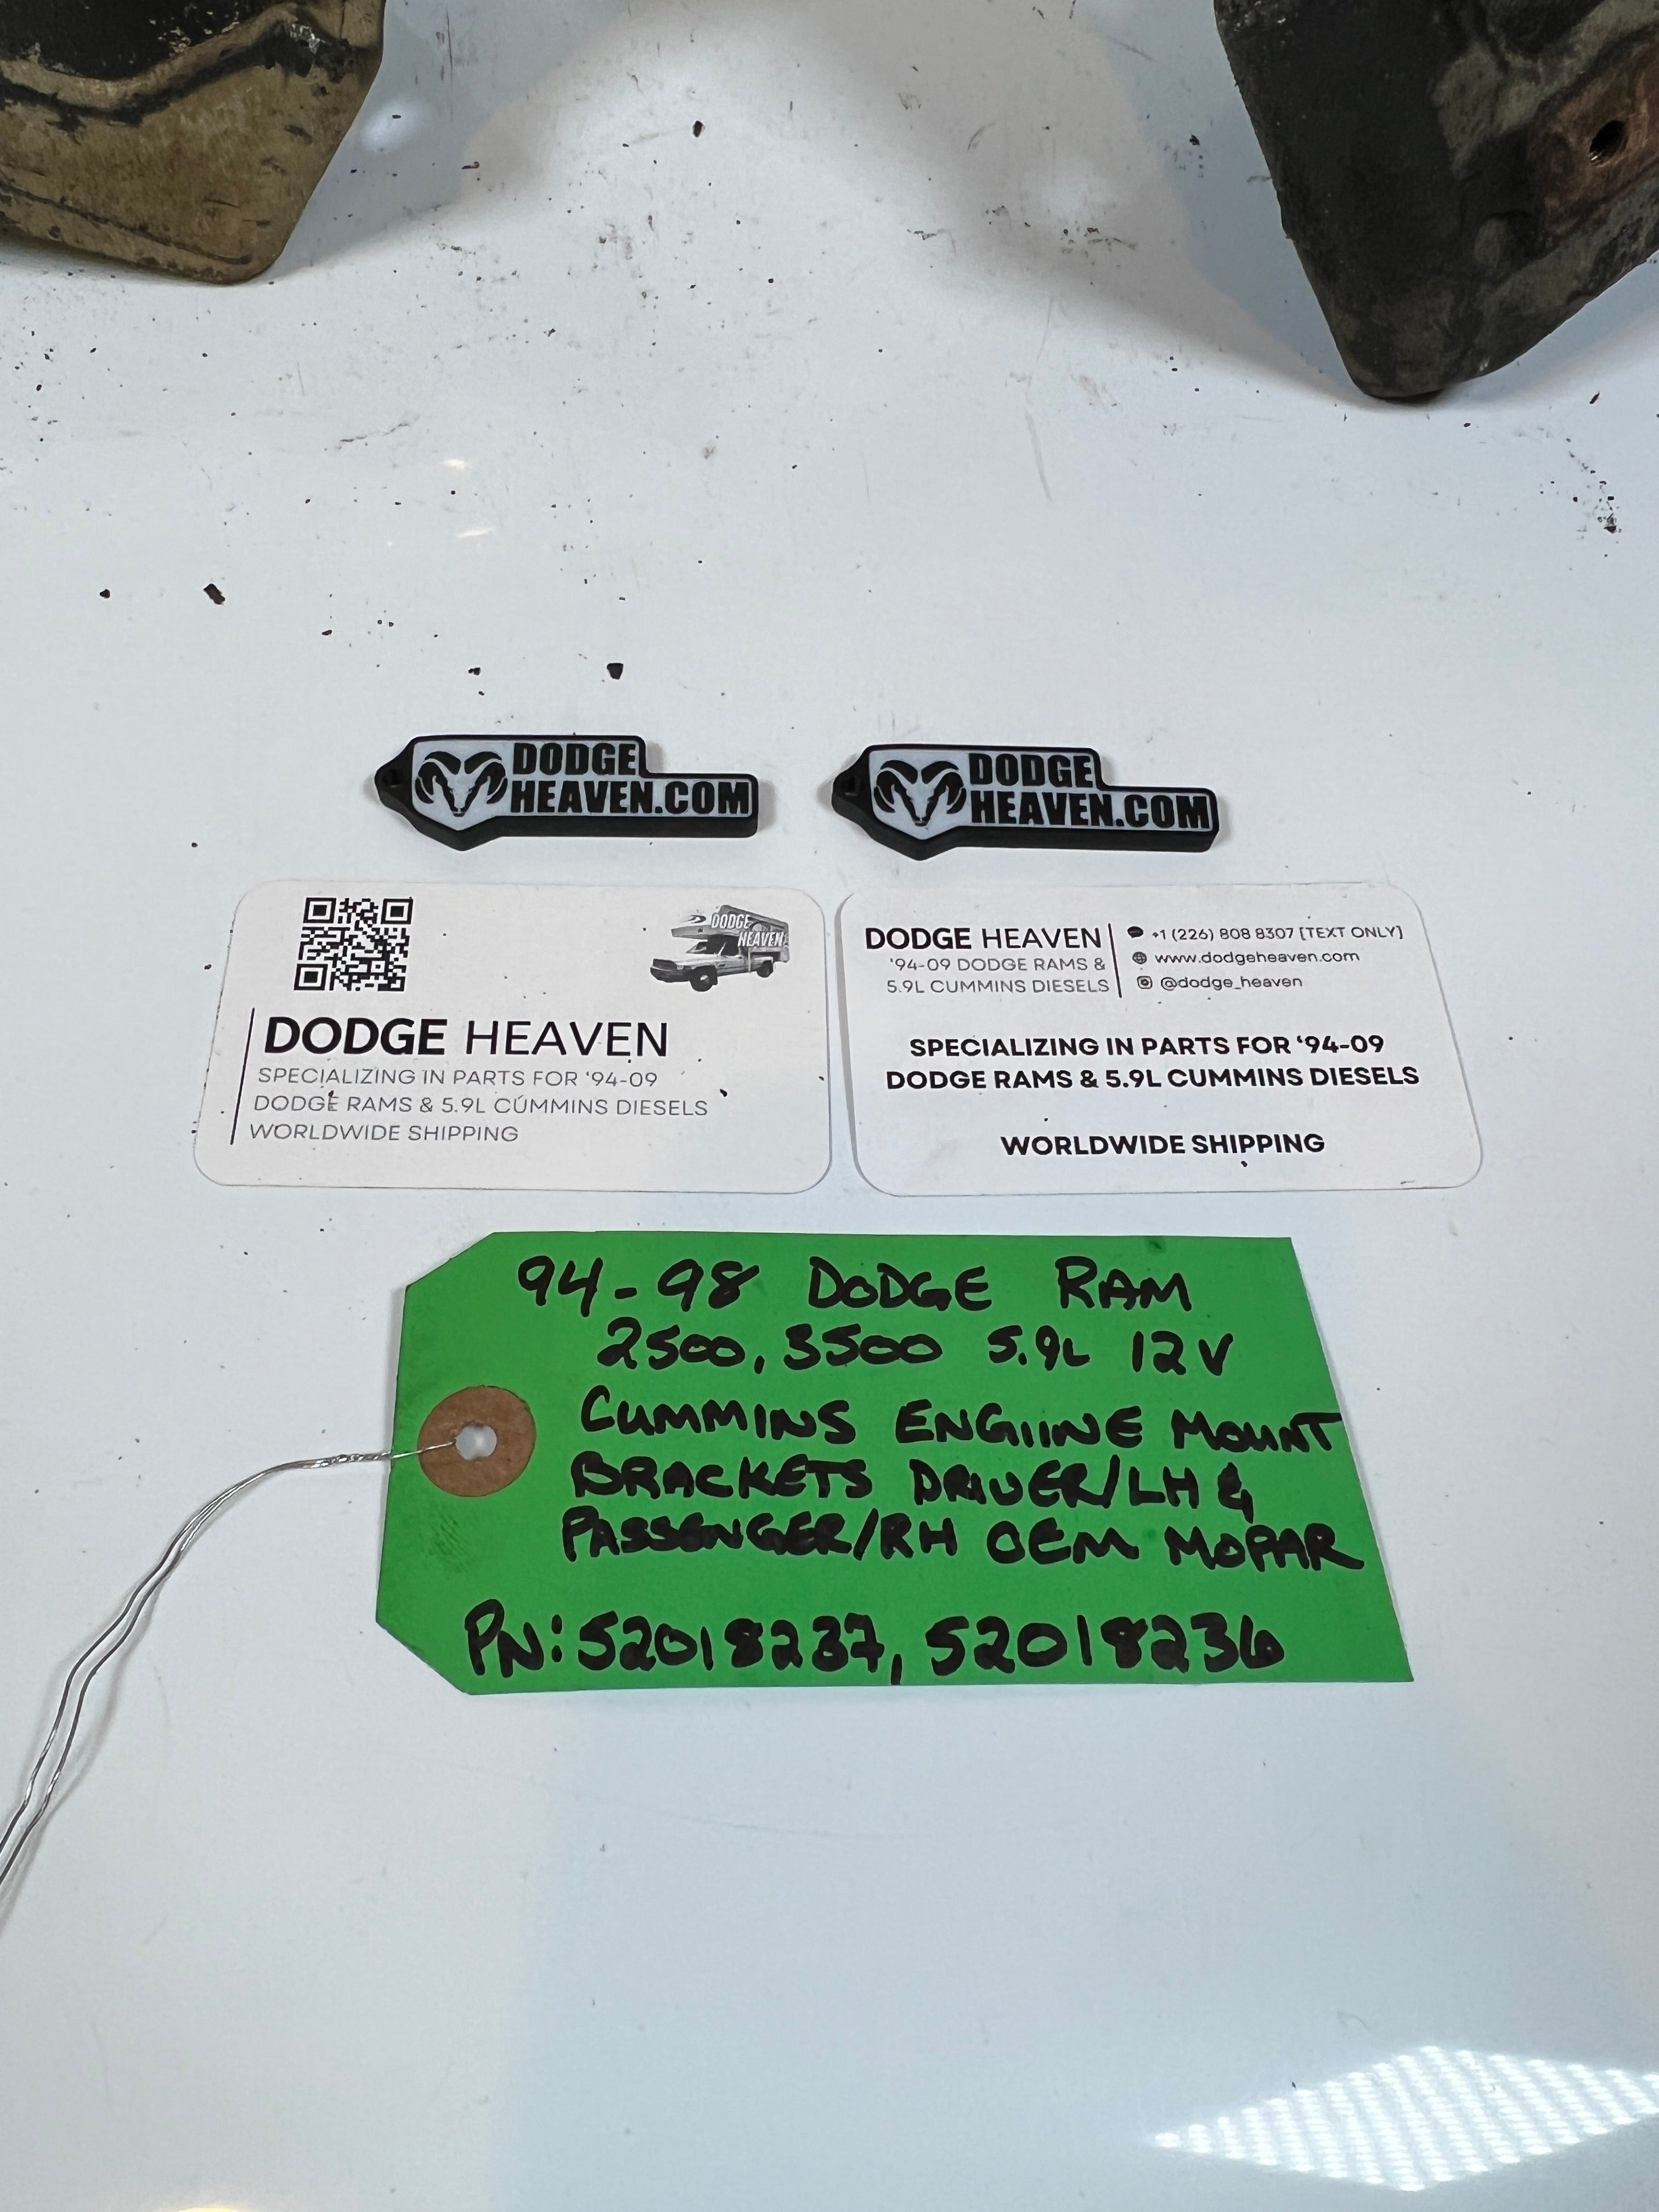 DODGE
HEAVEN.COM
DODGE
HEAVEN.COM
DODGE
HEAVEN
DODGE HEAVEN
SPECIALIZING IN PARTS FOR ‘94-09
DODGE RAMS & 5.9L CUMMINS DIESELS
WORLDWIDE SHIPPING
DODGE HEAVEN
‘94-09 DODGE RAMS &
5.9L CUMMINS DIESELS
+1 (226) 808 8307 [TEXT ONLY]
www.dodgeheaven.com
@dodge_heaven
SPECIALIZING IN PARTS FOR ‘94-09
DODGE RAMS & 5.9L CUMMINS DIESELS
WORLDWIDE SHIPPING
94-98 DODGE RAM
2500, 3500 5.9L 12V
CUMMINS ENGIINE MOUNT
BRACKETS DRIVER/LH &
PASSENGER/RH OEM MOPAR
PN: 52018237, 52018236